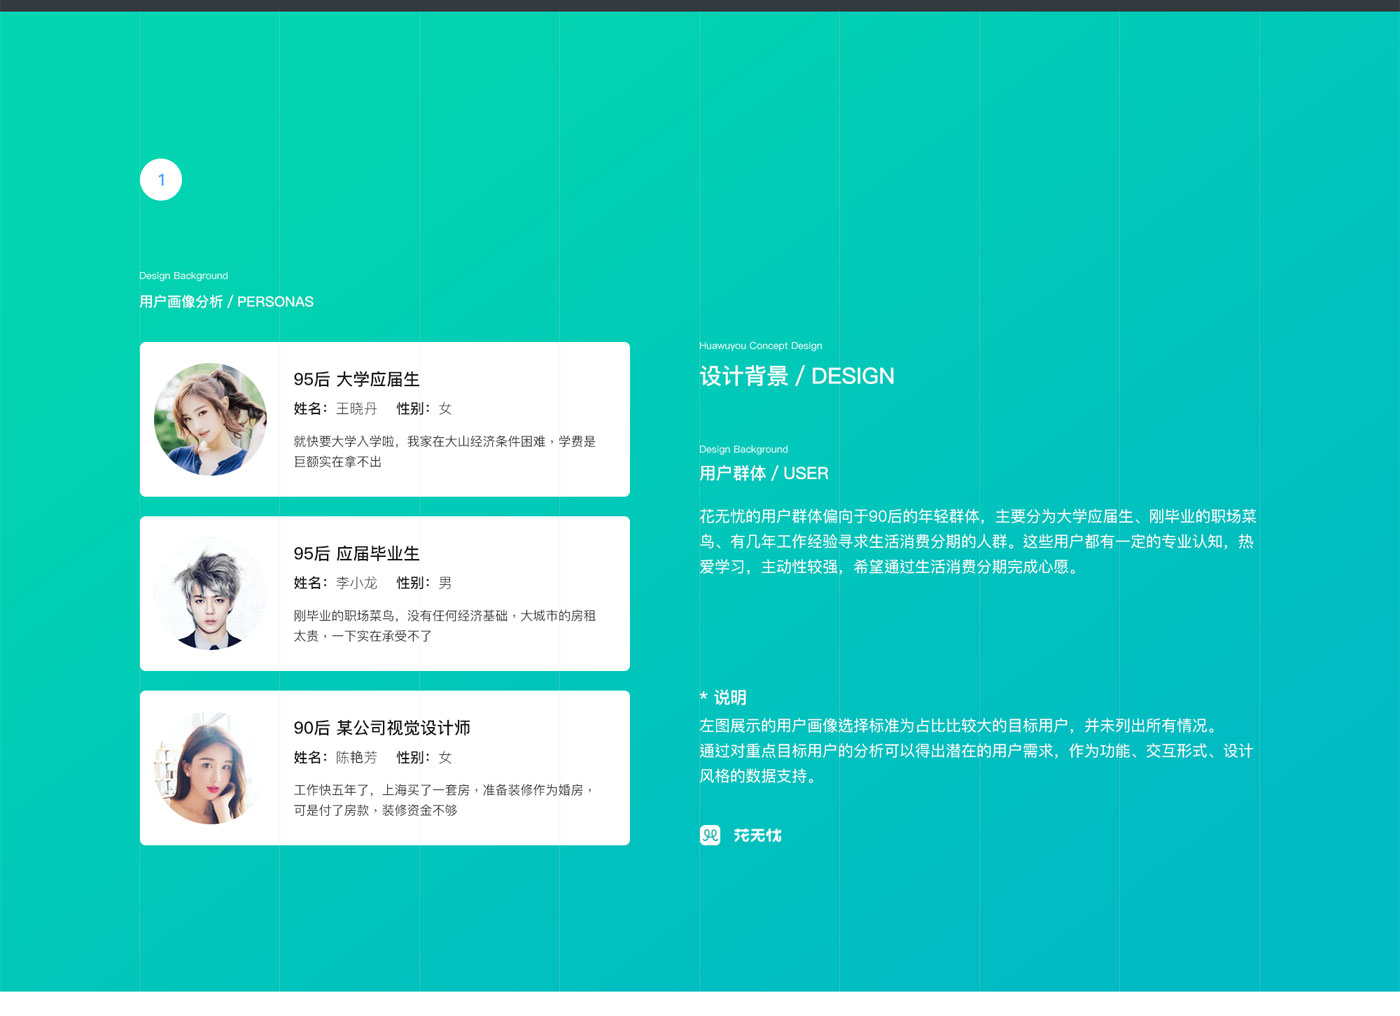 1
Design Background
用户画像分析 / PERSONAS
95后 大学应届生
姓名： 王晓丹 性别： 女
就快要大学入学啦，我家在大山经济条件困难，学费是
巨额实在拿不出
95后 应届毕业生
姓名： 李小龙 性别： 男
刚毕业的职场菜鸟，没有任何经济基础，大城市的房租
太贵，一下实在承受不了
90后 某公司视觉设计师
姓名： 陈艳芳 性别： 女
工作快五年了，上海买了一套房，准备装修作为婚房，
可是付了房款，装修资金不够
Huawuyou Concept Design
设计背景 / DESIGN
Design Background
用户群体 / USER
花无忧的用户群体偏向于90后的年轻群体，主要分为大学应届生、刚毕业的职场菜
鸟、有几年工作经验寻求生活消费分期的人群。这些用户都有一定的专业认知，热
爱学习，主动性较强，希望通过生活消费分期完成心愿。
* 说明
左图展示的用户画像选择标准为占比比较大的目标用户，并未列出所有情况。
通过对重点目标用户的分析可以得出潜在的用户需求，作为功能、交互形式、设计
风格的数据支持。
花无忧